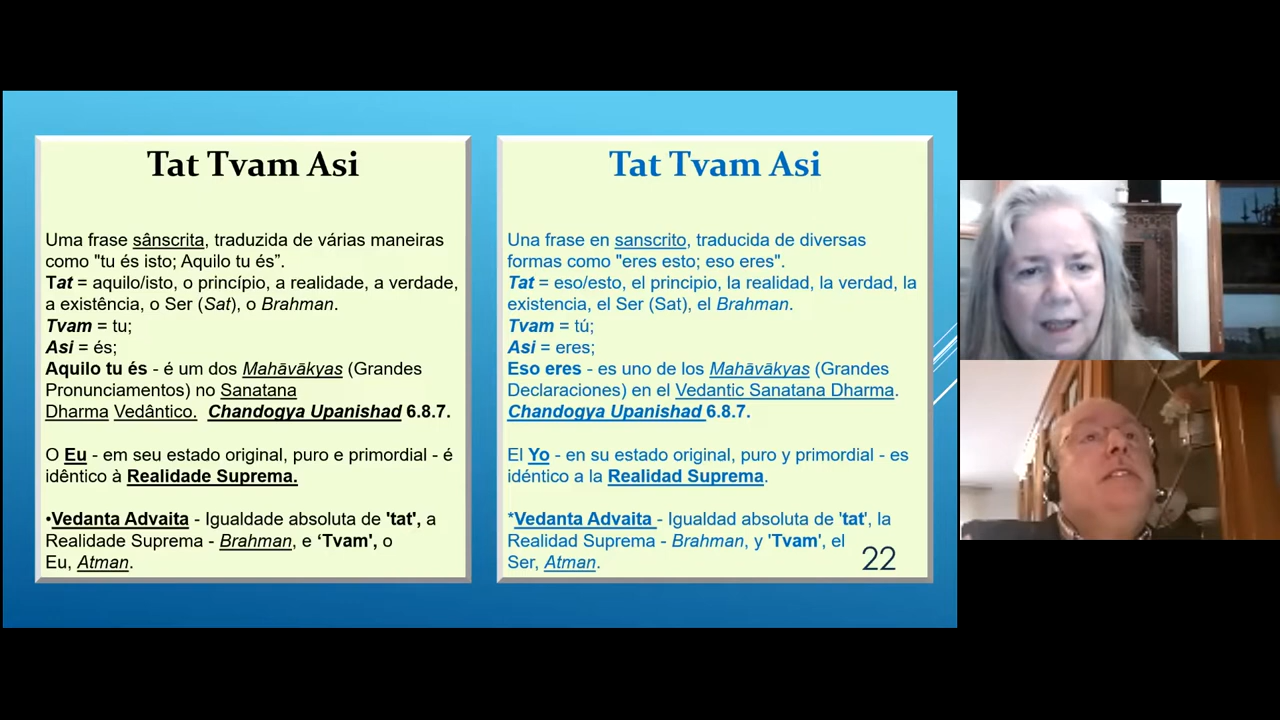 Tat Tvam Asi
Uma frase sânscrita, traduzida de várias maneiras
como "tu és isto; Aquilo tu és”.
Tat = aquilo/isto, o princípio, a realidade, a verdade,
a existência, o Ser (Sat), o Brahman.
Tvam = tu;
Asi = és;
Aquilo tu és - é um dos Mahāvākyas (Grandes
Pronunciamentos) no Sanatana
Dharma Vedântico. Chandogya Upanishad 6.8.7.
O Eu - em seu estado original, puro e primordial - é
idêntico à Realidade Suprema.
•Vedanta Advaita - Igualdade absoluta de 'tat', a
Realidade Suprema - Brahman, e ‘Tvam', o
Eu, Atman.
Tat Tvam Asi
Una frase en sanscrito, traducida de diversas
formas como "eres esto; eso eres".
Tat = eso/esto, el principio, la realidad, la verdad, la
existencia, el Ser (Sat), el Brahman.
Tvam = tú;
Asi = eres;
Eso eres - es uno de los Mahāvākyas (Grandes
Declaraciones) en el Vedantic Sanatana Dharma.
Chandogya Upanishad 6.8.7.
El Yo - en su estado original, puro y primordial - es
idéntico a la Realidad Suprema.
*Vedanta Advaita - Igualdad absoluta de 'tat', la
Realidad Suprema - Brahman, y 'Tvam', el
Ser, Atman.
22